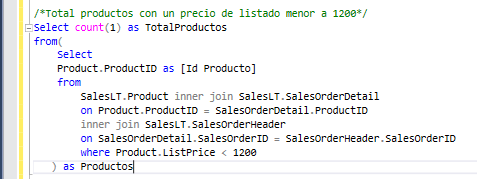 /*Total productos con un precio de listado menor a 1200*/
Select count(1) as TotalProductos
from(
Select
Product.ProductID as [Id Producto]
from
SalesLT.Product inner join SalesLT.SalesOrderDetail
on Product.ProductID = SalesOrderDetail.ProductID
inner join SalesLT.SalesOrderHeader
on SalesOrderDetail.SalesOrderID = SalesOrderHeader.SalesOrderID
where Product.ListPrice < 1200
) as Productos